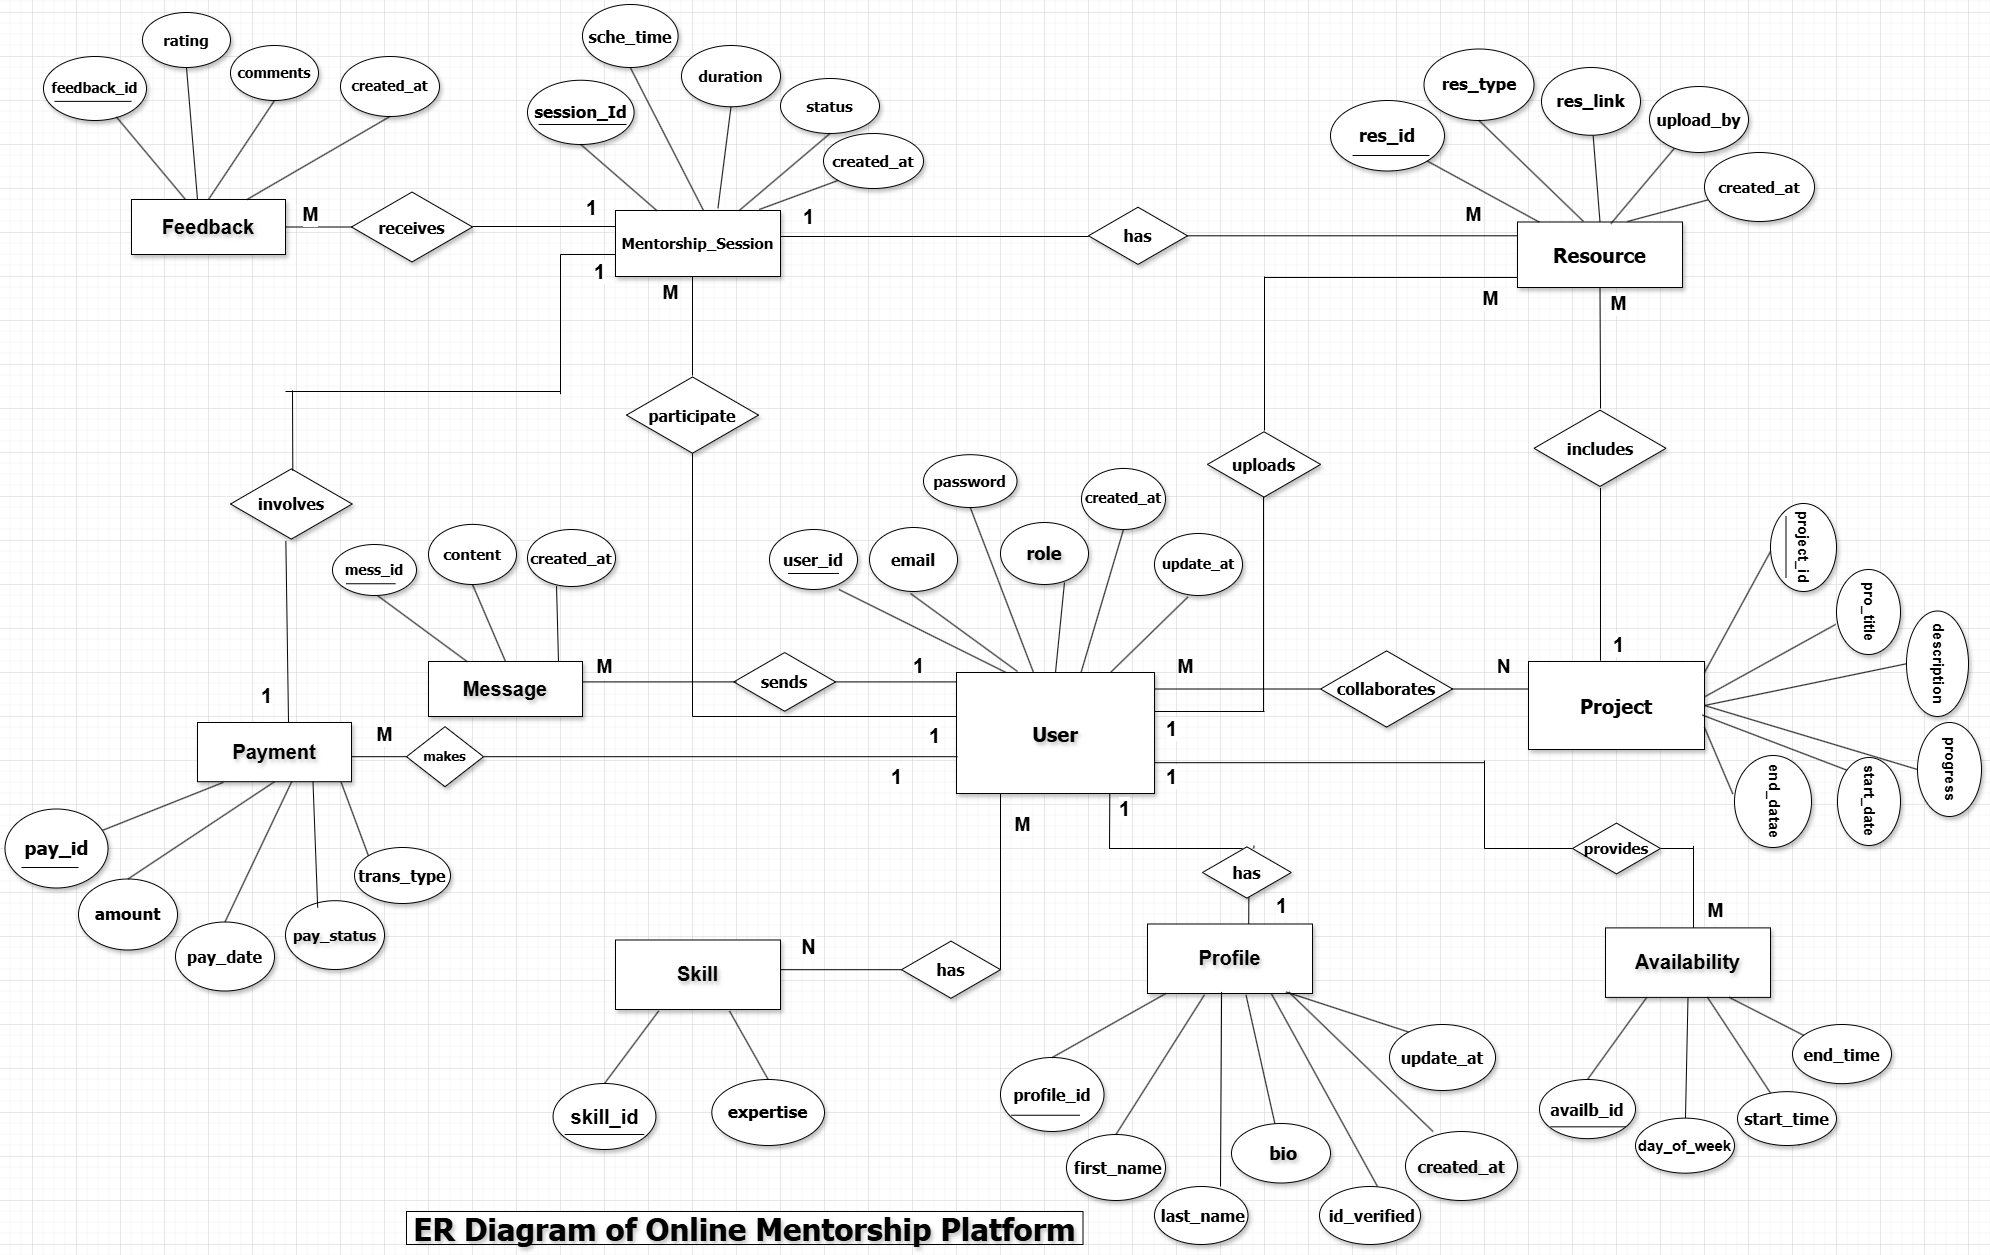 sche_time
rating
comments
duration
res_type
feedback_id
created_at
session_Id
status
res_id
res_link
upload_by
created_at
created_at
Feedback
M
receives
1
Mentorship_Session
1
has
M
Resource
1
M
M
M
participate
uploads
includes
involves
password
created_at
mess_id
content
created_at
user_id
email
role
update_at
project_id
pro_title
description
progress
start_date
end_datae
Message
M
sends
1
User
M
collaborates
N
1
Project
1
Payment
M
makes
1
1
1
1
1
M
pay_id
amount
pay_date
pay_status
trans_type
has
1
provides
M
Skill
N
has
Profile
Availability
skill_id
expertise
profile_id
first_name
last_name
bio
id_verified
created_at
update_at
availb_id
day_of_week
start_time
end_time
ER Diagram of Online Mentorship Platform